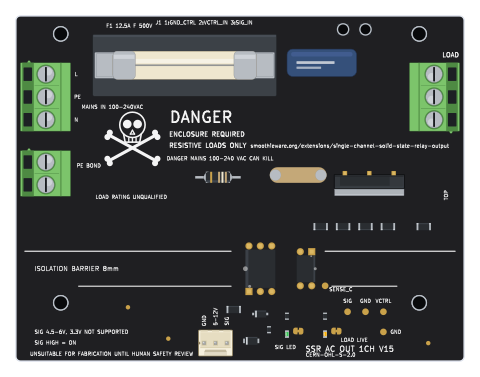 F1 12.5A F 500V
J1 1:GND_CTRL 2:VCTRL_IN 3:SIG_IN
LOAD
L
PE
MAINS IN 100-240VAC
N
DANGER
ENCLOSURE REQUIRED
RESISTIVE LOADS ONLY
smoothieware.org/extensions/single-channel-solid-state-relay-output
DANGER MAINS 100-240 VAC CAN KILL
PE BOND
LOAD RATING UNQUALIFIED
TOP
ISOLATION BARRIER 8mm
SENSE_C
SIG GND VCTRL
GND
6-12V
SIG
SIG 4.5-6V, 3.3V NOT SUPPORTED
GND
SIG HIGH = ON
LOAD LIVE
SIG LED
SSR AC OUT 1CH V15
UNSUITABLE FOR FABRICATION UNTIL HUMAN SAFETY REVIEW
CERN-OHL-S-2.0